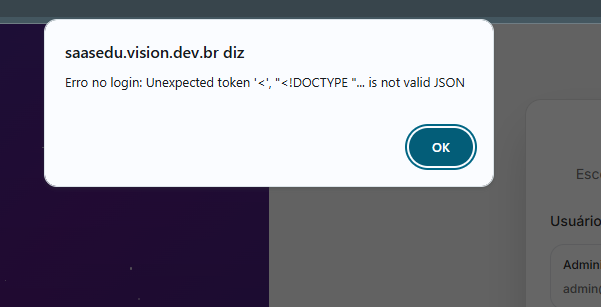 saasedu.vision.dev.br diz
Erro no login: Unexpected token '<', "<!DOCTYPE "... is not valid JSON
OK
Esc
Usuário
Admin
admin